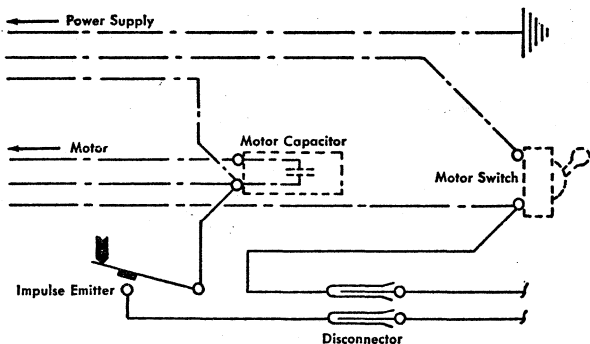 Power Supply
Motor
Motor Capacitor
Motor Switch
Impulse Emitter
Disconnector